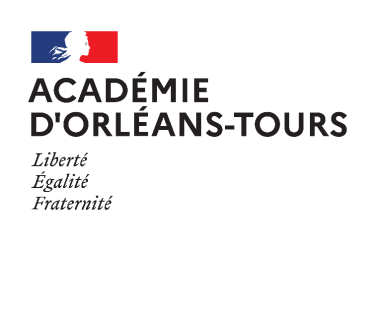 ACADÉMIE
D'ORLÉANS-TOURS
Liberté
Égalité
Fraternité